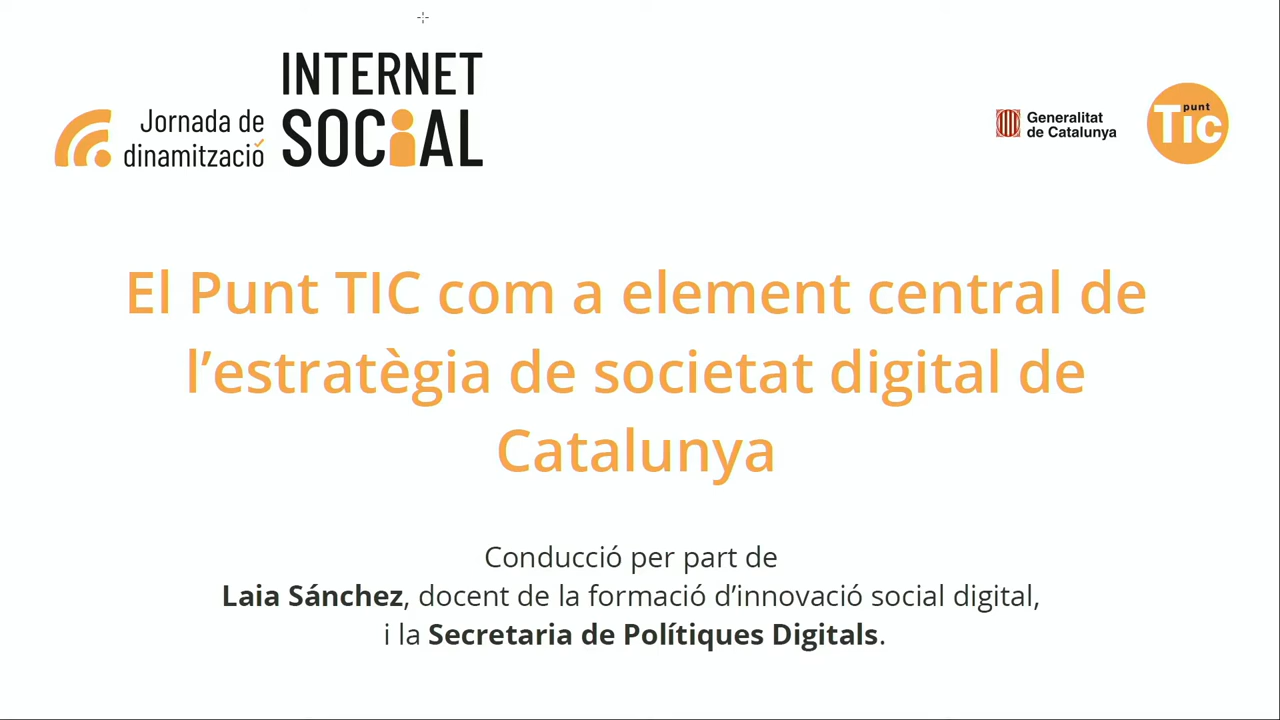 Jornada de
dinamització
INTERNET
SOCIAL
Generalitat
de Catalunya
punt
Tic
El Punt TIC com a element central de
l’estratègia de societat digital de
Catalunya
Conducció per part de
Laia Sánchez, docent de la formació d’innovació social digital,
i la Secretaria de Polítiques Digitals.